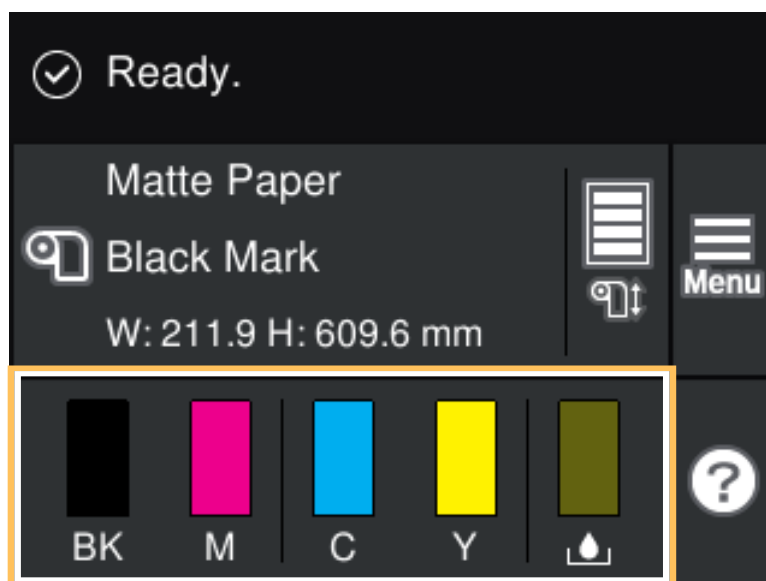 Ready.
Matte Paper
Black Mark
W: 211.9 H: 609.6 mm
Menu
BK M C Y
?